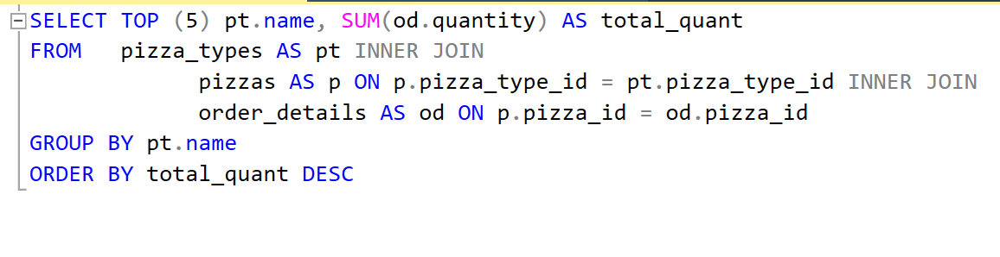 SELECT TOP (5) pt.name, SUM(od.quantity) AS total_quant
FROM pizza_types AS pt INNER JOIN
pizzas AS p ON p.pizza_type_id = pt.pizza_type_id INNER JOIN
order_details AS od ON p.pizza_id = od.pizza_id
GROUP BY pt.name
ORDER BY total_quant DESC